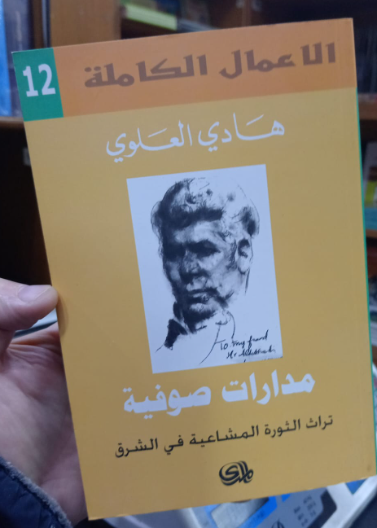 12
الاعمال الكاملة
هادي العلوي
To my friend
مدارات صوفية
تراث الثورة المشاعية في الشرق
المدى